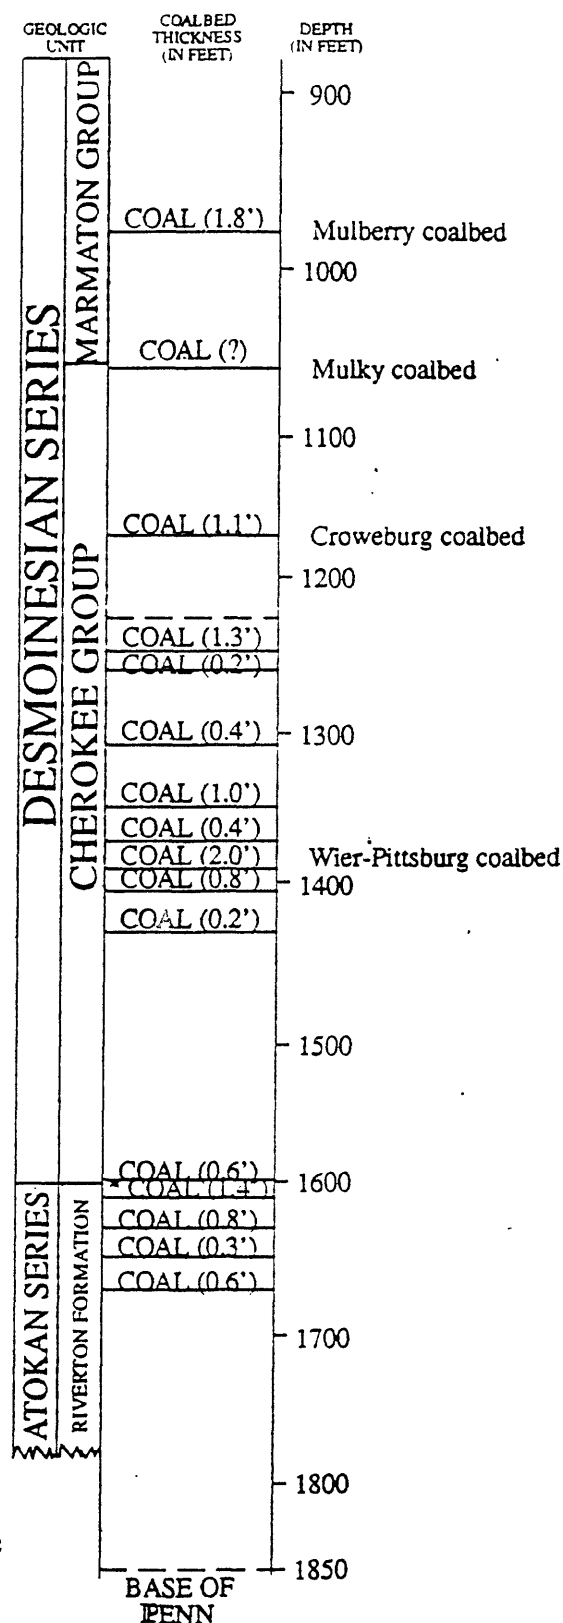 GEOLOGIC
UNIT
COALBED
THICKNESS
(IN FEET)
DEPTH
(IN FEET)
DESMOINESIAN SERIES
MARMATON GROUP
CHEROKEE GROUP
ATOKAN SERIES
RIVERTON FORMATION
900
COAL (1.8')
Mulberry coalbed
1000
COAL (?)
Mulky coalbed
1100
COAL (1.1')
Croweburg coalbed
1200
COAL (1.3')
COAL (0.2')
COAL (0.4')
1300
COAL (1.0')
COAL (0.4')
COAL (2.0')
Wier-Pittsburg coalbed
COAL (0.8')
1400
COAL (0.2')
1500
COAL (0.6')
1600
COAL (1.4')
COAL (0.8')
COAL (0.3')
COAL (0.6')
1700
1800
1850
BASE OF
PENN